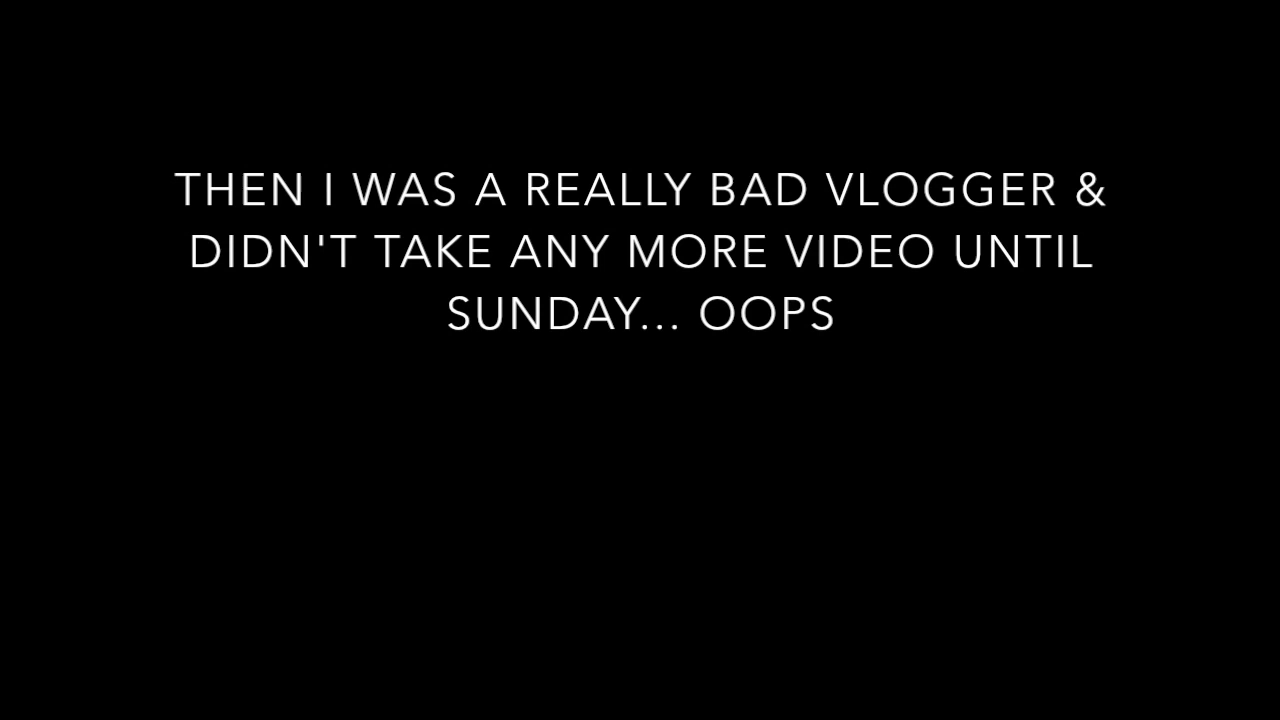 THEN I WAS A REALLY BAD VLOGGER &
DIDN'T TAKE ANY MORE VIDEO UNTIL
SUNDAY... OOPS